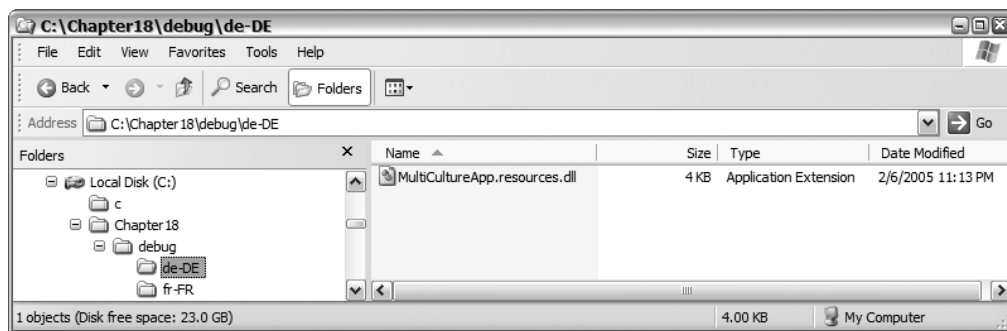 C:\Chapter18\debug\de-DE
File Edit View Favorites Tools Help
Back Search Folders
Address C:\Chapter18\debug\de-DE Go
Folders
Local Disk (C:)
c
Chapter18
debug
de-DE
fr-FR
Name Size Type Date Modified
MultiCultureApp.resources.dll 4 KB Application Extension 2/6/2005 11:13 PM
1 objects (Disk free space: 23.0 GB) 4.00 KB My Computer